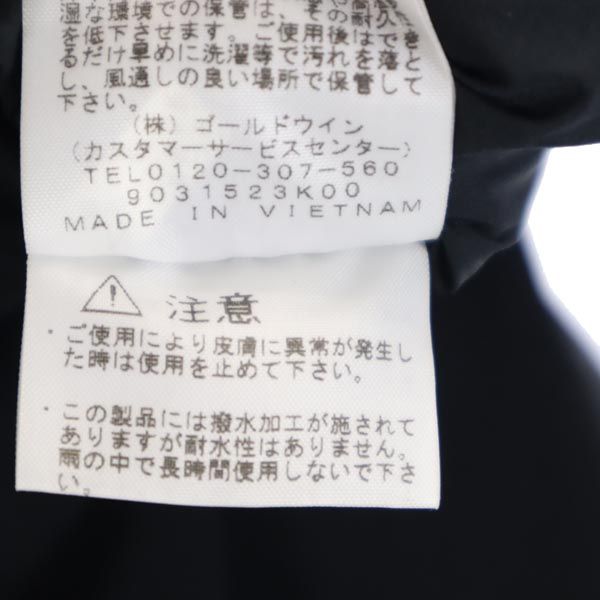 温な環境での保管は、その
を低下させます。ご使用後は
るだけ早めに洗濯等で汚れを落
し、風通しの良い場所で保管して
下さい。
(株) ゴールドウイン
(カスタマーサービスセンター)
TEL0120-307-560
9031523K00
MADE IN VIETNAM
注意
・ご使用により皮膚に異常が発生し
た時は使用を止めて下さい。
・この製品には撥水加工が施されて
ありますが耐水性はありません。
雨の中で長時間使用しないで下さ
い。